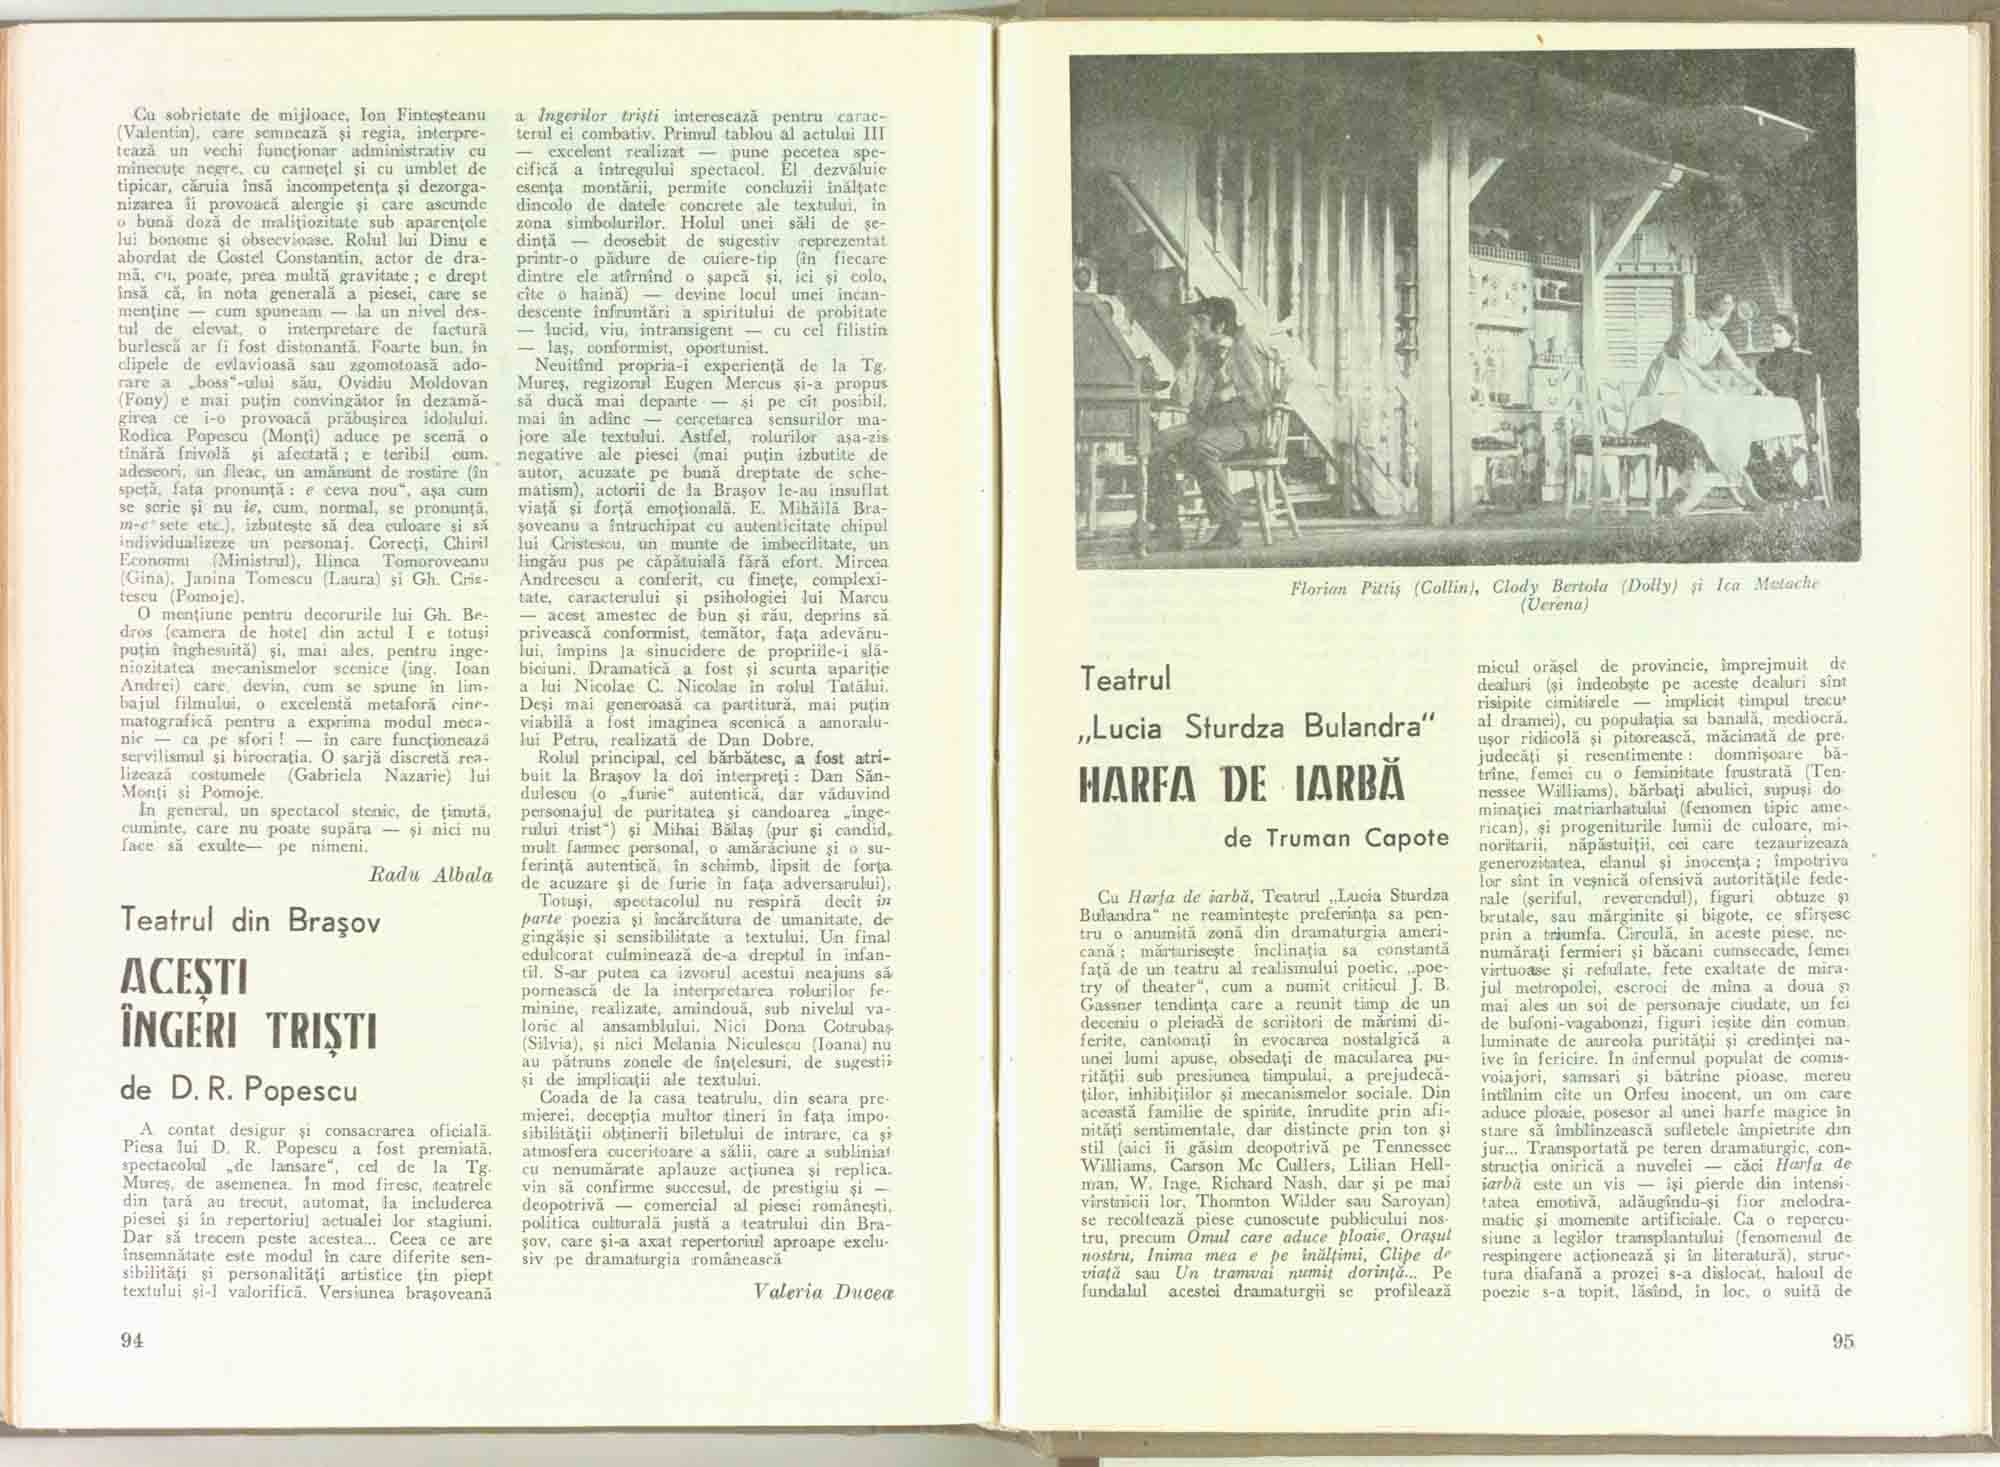 Cu sobrietate de mijloace, Ion Finteşteanu
(Valentin), care semnează şi regia, interpre-
tează un vechi funcţionar administrativ cu
minecuţe negre, cu carneţel şi cu umblet de
tipicar, căruia însă incompetenţa şi dezorga-
nizarea îi provoacă alergie şi care ascunde
o bună doză de maliţiozitate sub aparenţele
lui bonome şi obsecvioase. Rolul lui Dinu e
abordat de Costel Constantin, actor de dra-
mă, cu, poate, prea multă gravitate ; e drept
însă că, în nota generală a piesei, care se
menţine — cum spuneam — la un nivel des-
tul de elevat, o interpretare de factură
burlescă ar fi fost distonantă. Foarte bun, în
clipele de evlavioasă sau zgomotoasă ado-
rare a „boss“-ului său, Ovidiu Moldovan
(Fony) e mai puţin convingător în dezamă-
girea ce i-o provoacă prăbuşirea idolului.
Rodica Popescu (Monţi) aduce pe scenă o
tînără frivolă şi afectată ; e teribil cum,
adeseori, un fleac, un amănunt de rostire (în
speţă, fata pronunţă : e ceva nou“, aşa cum
se scrie şi nu ie, cum, normal, se pronunţă,
sete etc.), izbuteşte să dea culoare şi să
individualizeze un personaj. Corecţi, Chiril
Economu (Ministrul), Ilinca Tomoroveanu
(Gina), Janina Tomescu (Laura) şi Gh. Cris-
tescu (Pomoje).
O menţiune pentru decorurile lui Gh. Be-
dros (camera de hotel din actul I e totuşi
puţin înghesuită) şi, mai ales, pentru inge-
niozitatea mecanismelor scenice (ing. Ioan
Andrei) care devin, cum se spune în lim-
bajul filmului, o excelentă metaforă cine-
matografică pentru a exprima modul meca-
nic — ca pe sfori ! — în care funcţionează
servilismul şi birocraţia. O şarjă discretă rea-
lizează costumele (Gabriela Nazarie) lui
Monţi şi Pomoje.
In general, un spectacol stenic, de ţinută,
cuminte, care nu poate supăra — şi nici nu
face să exulte— pe nimeni.
Radu Albala
Teatrul din Braşov
ACEŞTI
ÎNGERI TRIŞTI
de D. R. Popescu
A contat desigur şi consacrarea oficială.
Piesa lui D. R. Popescu a fost premiată,
spectacolul „de lansare“, cel de la Tg.
Mureş, de asemenea. În mod firesc, teatrele
din ţară au trecut, automat, la includerea
piesei şi în repertoriul actualei lor stagiuni.
Dar să trecem peste acestea... Ceea ce are
însemnătate este modul în care diferite sen-
sibilităţi şi personalităţi artistice ţin piept
textului şi-l valorifică. Versiunea braşoveană
a Îngerilor trişti interesează pentru carac-
terul ei combativ. Primul tablou al actului III
— excelent realizat — pune pecetea spe-
cifică a întregului spectacol. El dezvăluie
esenţa montării, permite concluzii înălţate
dincolo de datele concrete ale textului, în
zona simbolurilor. Holul unei săli de şe-
dinţă — deosebit de sugestiv reprezentat
printr-o pădure de cuiere-tip (în fiecare
dintre ele atîrnînd o şapcă şi, ici şi colo,
cîte o haină) — devine locul unei incan-
descente înfruntări a spiritului de probitate
— lucid, viu, intransigent — cu cel filistin
— laş, conformist, oportunist.
Neuitînd propria-i experienţă de la Tg.
Mureş, regizorul Eugen Mercus şi-a propus
să ducă mai departe — şi pe cît posibil,
mai în adînc — cercetarea sensurilor ma-
jore ale textului. Astfel, rolurilor aşa-zis
negative ale piesei (mai puţin izbutite de
autor, acuzate pe bună dreptate de sche-
matism), actorii de la Braşov le-au insuflat
viaţă şi forţă emoţională. E. Mihăilă Bra-
şoveanu a întruchipat cu autenticitate chipul
lui Cristescu, un munte de imbecilitate, un
lingău pus pe căpătuială fără efort. Mircea
Andreescu a conferit, cu fineţe, complexi-
tate, caracterului şi psihologiei lui Marcu
— acest amestec de bun şi rău, deprins să
privească conformist, temător, faţa adevăru-
lui, împins la sinucidere de propriile-i slă-
biciuni. Dramatică a fost şi scurta apariţie
a lui Nicolae C. Nicolae în rolul Tatălui.
Deşi mai generoasă ca partitură, mai puţin
viabilă a fost imaginea scenică a amoralu-
lui Petru, realizată de Dan Dobre.
Rolul principal, cel bărbătesc, a fost atri-
buit la Braşov la doi interpreţi : Dan Săn-
dulescu (o „furie“ autentică, dar văduvind
personajul de puritatea şi candoarea „înge-
rului trist“) şi Mihai Bălaş (pur şi candid,
mult farmec personal, o amărăciune şi o su-
ferinţă autentică, în schimb, lipsit de forţa
de acuzare şi de furie în faţa adversarului).
Totuşi, spectacolul nu respiră decît în
parte poezia şi încărcătura de umanitate, de
gingăşie şi sensibilitate a textului. Un final
edulcorat culminează de-a dreptul în infan-
til. S-ar putea ca izvorul acestui neajuns să
pornească de la interpretarea rolurilor fe-
minine, realizate, amîndouă, sub nivelul va-
loric al ansamblului. Nici Dona Cotrubaş
(Silvia), şi nici Melania Niculescu (Ioana) nu
au pătruns zonele de înţelesuri, de sugestii
şi de implicaţii ale textului.
Coada de la casa teatrulu, din seara pre-
mierei, decepţia multor tineri în faţa impo-
sibilităţii obţinerii biletului de intrare, ca şi
atmosfera cuceritoare a sălii, care a subliniat
cu nenumărate aplauze acţiunea şi replica,
vin să confirme succesul, de prestigiu şi —
deopotrivă — comercial al piesei româneşti,
politica culturală justă a teatrului din Bra-
şov, care şi-a axat repertoriul aproape exclu-
siv pe dramaturgia românească
Valeria Ducea
94
Florian Pittiş (Collin), Clody Bertola (Dolly) şi Ica Matache
(Verena)
Teatrul
„Lucia Sturdza Bulandra“
HARFA DE IARBĂ
de Truman Capote
Cu Harfa de iarbă, Teatrul „Lucia Sturdza
Bulandra“ ne reaminteşte preferinţa sa pen-
tru o anumită zonă din dramaturgia ameri-
cană ; mărturiseşte înclinaţia sa constantă
faţă de un teatru al realismului poetic, „poe-
try of theater“, cum a numit criticul J. B.
Gassner tendinţa care a reunit timp de un
deceniu o pleiadă de scriitori de mărimi di-
ferite, cantonaţi în evocarea nostalgică a
unei lumi apuse, obsedaţi de macularea pu-
rităţii sub presiunea timpului, a prejudecă-
ţilor, inhibiţiilor şi mecanismelor sociale. Din
această familie de spirite, înrudite prin afi-
nităţi sentimentale, dar distincte prin ton şi
stil (aici îi găsim deopotrivă pe Tennessee
Williams, Carson Mc Cullers, Lilian Hell-
man, W. Inge, Richard Nash, dar şi pe mai
vîrstnicii lor, Thornton Wilder sau Saroyan)
se recoltează piese cunoscute publicului nos-
tru, precum Omul care aduce ploaie, Oraşul
nostru, Inima mea e pe înălţimi, Clipe de
viaţă sau Un tramvai numit dorinţă... Pe
fundalul acestei dramaturgii se profilează
micul orăşel de provincie, împrejmuit de
dealuri (şi îndeobşte pe aceste dealuri sînt
risipite cimitirele — implicit timpul trecut
al dramei), cu populaţia sa banală, mediocră,
uşor ridicolă şi pitorească, măcinată de pre-
judecăţi şi resentimente : domnişoare bă-
trîne, femei cu o feminitate frustrată (Ten-
nessee Williams), bărbaţi abulici, supuşi do-
minaţiei matriarhatului (fenomen tipic ame-
rican), şi progeniturile lumii de culoare, mi-
noritarii, năpăstuiţii, cei care tezaurizează
generozitatea, elanul şi inocenţa ; împotriva
lor sînt în veşnică ofensivă autorităţile fede-
rale (şeriful, reverendul), figuri obtuze şi
brutale, sau mărginite şi bigote, ce sfîrşesc
prin a triumfa. Circulă, în aceste piese, ne-
număraţi fermieri şi băcani cumsecade, femei
virtuoase şi refulate, fete exaltate de mira-
jul metropolei, escroci de mîna a doua şi
mai ales un soi de personaje ciudate, un fel
de bufoni-vagabonzi, figuri ieşite din comun,
luminate de aureola purităţii şi credinţei na-
ive în fericire. In infernul populat de comis-
voiajori, samsari şi bătrîne pioase, mereu
întîlnim cîte un Orfeu inocent, un om care
aduce ploaie, posesor al unei harfe magice în
stare să îmblînzească sufletele împietrite din
jur... Transportată pe teren dramaturgic, con-
strucţia onirică a nuvelei — căci Harfa de
iarbă este un vis — îşi pierde din intensi-
tatea emotivă, adăugîndu-şi fior melodra-
matic şi momente artificiale. Ca o repercu-
siune a legilor transplantului (fenomenul de
respingere acţionează şi în literatură), struc-
tura diafană a prozei s-a dislocat, haloul de
poezie s-a topit, lăsînd, în loc, o suită de
95